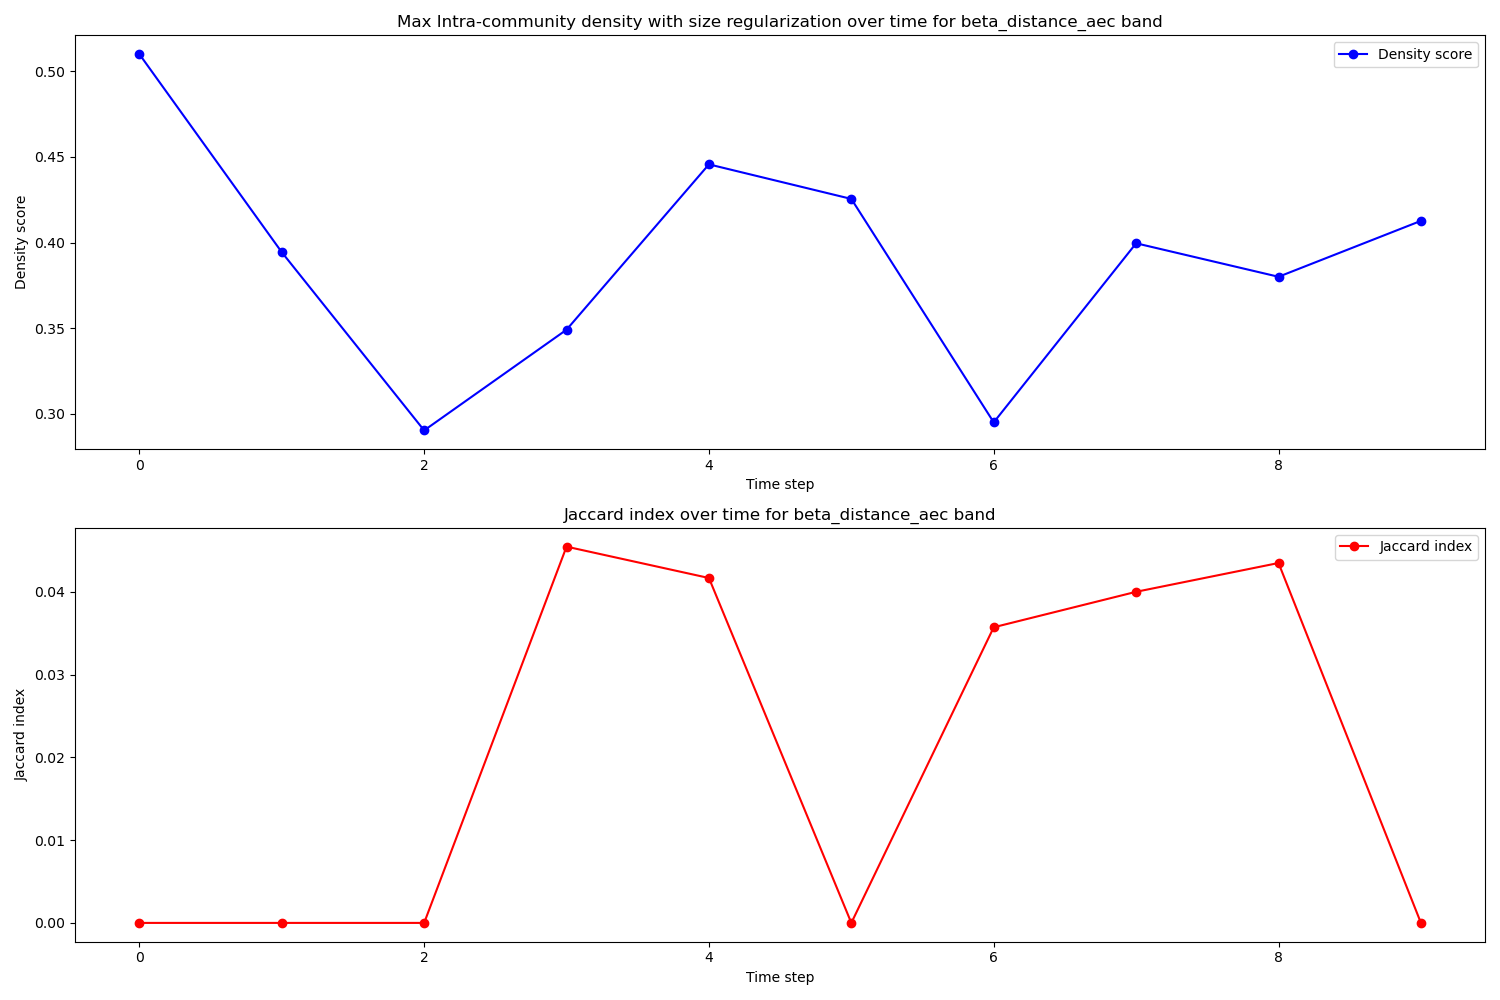 Max Intra-community density with size regularization over time for beta_distance_aec band
Density score
0.50
0.45
0.40
0.35
0.30
Density score
0 2 4 6 8
Time step
Jaccard index over time for beta_distance_aec band
Jaccard index
0.04
0.03
0.02
0.01
0.00
Jaccard index
0 2 4 6 8
Time step